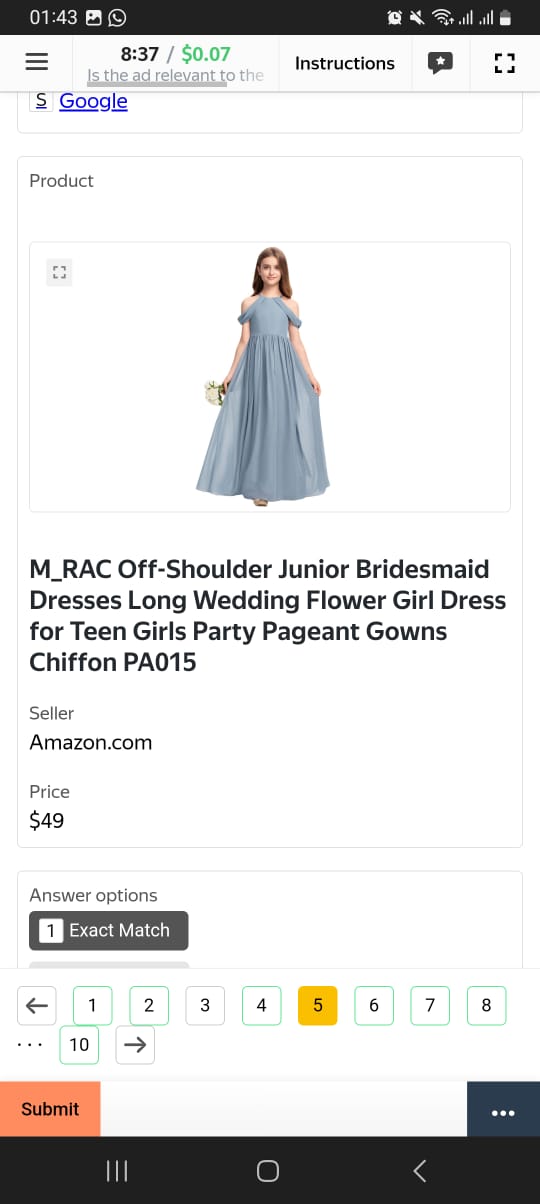 01:43
8:37 / $0.07
Is the ad relevant to the
Instructions
S Google
Product
M_RAC Off-Shoulder Junior Bridesmaid
Dresses Long Wedding Flower Girl Dress
for Teen Girls Party Pageant Gowns
Chiffon PA015
Seller
Amazon.com
Price
$49
Answer options
1 Exact Match
1 2 3 4 5 6 7 8
... 10
Submit